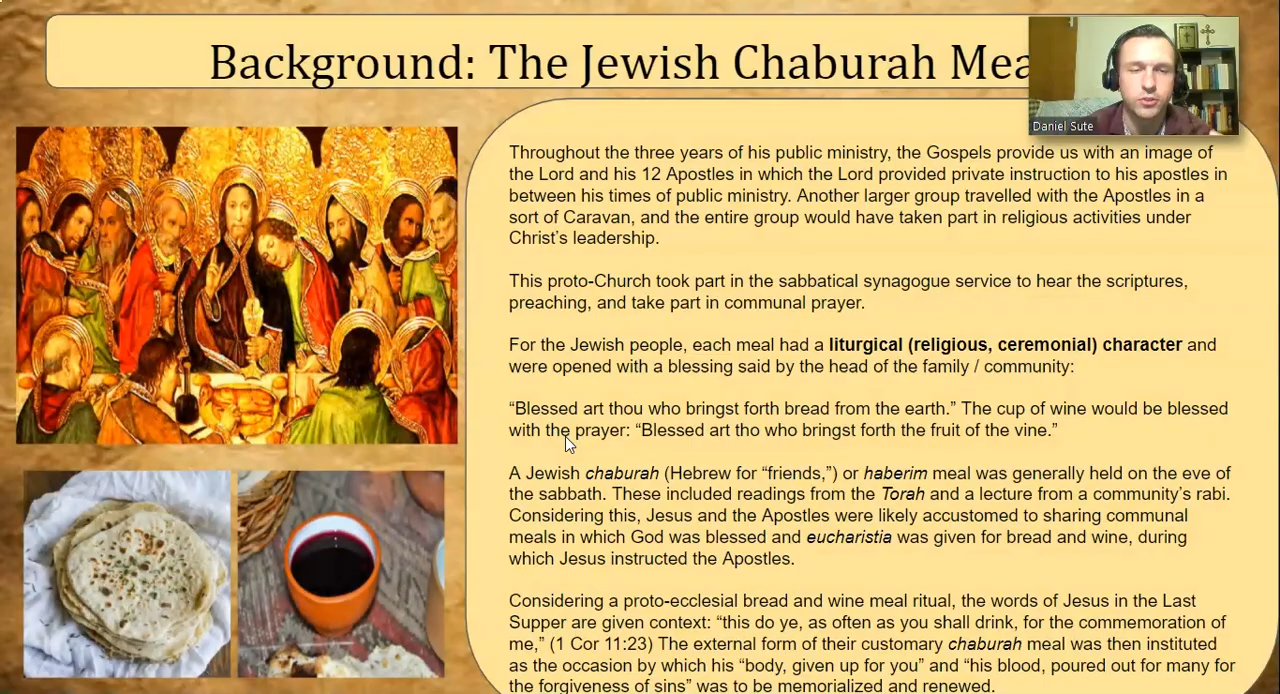 Background: The Jewish Chaburah Mea
Daniel Sute
Throughout the three years of his public ministry, the Gospels provide us with an image of
the Lord and his 12 Apostles in which the Lord provided private instruction to his apostles in
between his times of public ministry. Another larger group travelled with the Apostles in a
sort of Caravan, and the entire group would have taken part in religious activities under
Christ’s leadership.
This proto-Church took part in the sabbatical synagogue service to hear the scriptures,
preaching, and take part in communal prayer.
For the Jewish people, each meal had a liturgical (religious, ceremonial) character and
were opened with a blessing said by the head of the family / community:
“Blessed art thou who bringst forth bread from the earth.” The cup of wine would be blessed
with the prayer: “Blessed art tho who bringst forth the fruit of the vine.”
A Jewish chaburah (Hebrew for “friends,”) or haberim meal was generally held on the eve of
the sabbath. These included readings from the Torah and a lecture from a community’s rabi.
Considering this, Jesus and the Apostles were likely accustomed to sharing communal
meals in which God was blessed and eucharistia was given for bread and wine, during
which Jesus instructed the Apostles.
Considering a proto-ecclesial bread and wine meal ritual, the words of Jesus in the Last
Supper are given context: “this do ye, as often as you shall drink, for the commemoration of
me,” (1 Cor 11:23) The external form of their customary chaburah meal was then instituted
as the occasion by which his “body, given up for you” and “his blood, poured out for many for
the forgiveness of sins” was to be memorialized and renewed.